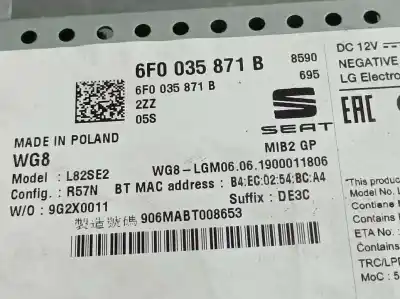 6F0 035 871 B
8590
6F0 035 871 B
695
2ZZ
05S
SEAT
MADE IN POLAND
MIB2 GP
WG8
WG8-LGM06.06.1900011806
Model : L82SE2
Config. : R57N
BT MAC address : B4:EC:02:54:BC:A4
W/O : 9G2X0011
Suffix : DE3C
製造號碼 906MABT008653
DC 12V
NEGATIVE
LG Electro
EAC
"This produc
Model No.
Contiene
Contains
ETA No. :
Contains
TRC/LP
MoC : 5